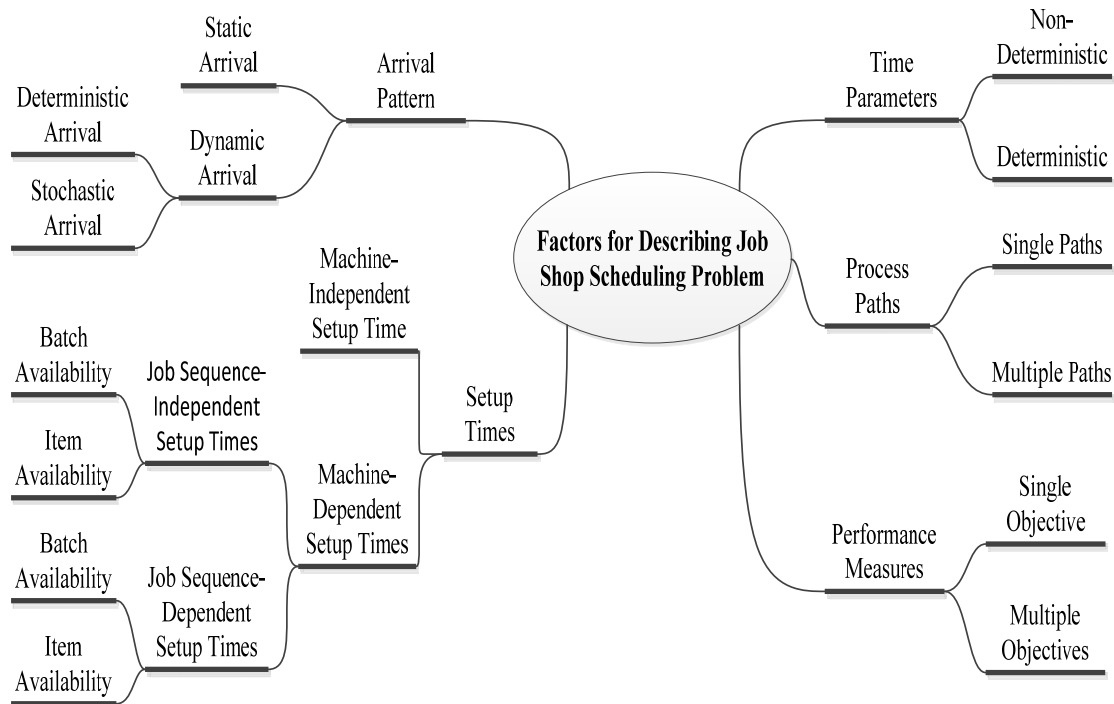 Factors for Describing Job
Shop Scheduling Problem
Arrival
Pattern
Static
Arrival
Dynamic
Arrival
Deterministic
Arrival
Stochastic
Arrival
Setup
Times
Machine-
Independent
Setup Time
Machine-
Dependent
Setup Times
Job Sequence-
Independent
Setup Times
Batch
Availability
Item
Availability
Job Sequence-
Dependent
Setup Times
Batch
Availability
Item
Availability
Time
Parameters
Non-
Deterministic
Deterministic
Process
Paths
Single Paths
Multiple Paths
Performance
Measures
Single
Objective
Multiple
Objectives